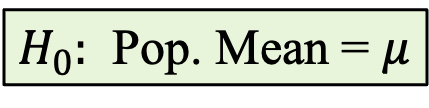 H₀: Pop. Mean = μ